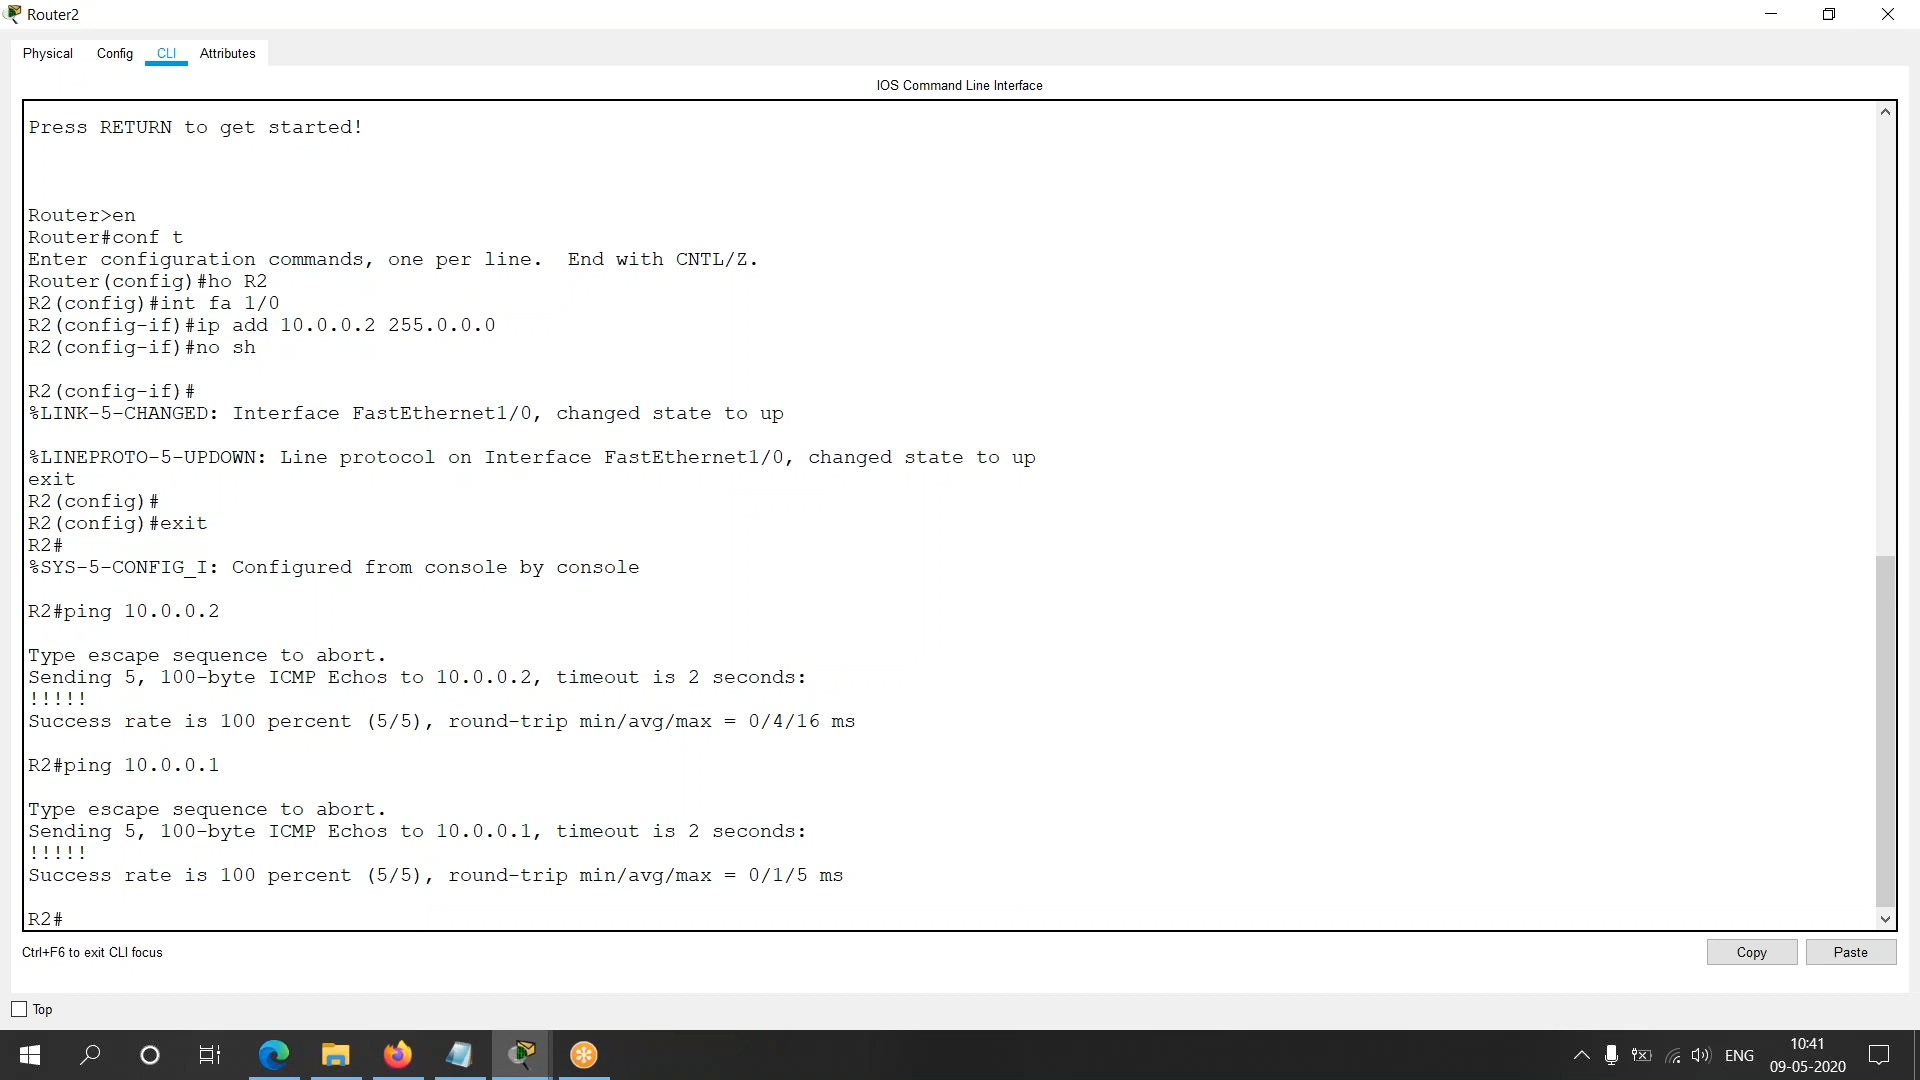 Router2
Physical Config CLI Attributes
IOS Command Line Interface
Press RETURN to get started!
Router>en
Router#conf t
Enter configuration commands, one per line.  End with CNTL/Z.
Router(config)#ho R2
R2(config)#int fa 1/0
R2(config-if)#ip add 10.0.0.2 255.0.0.0
R2(config-if)#no sh
R2(config-if)#
%LINK-5-CHANGED: Interface FastEthernet1/0, changed state to up
%LINEPROTO-5-UPDOWN: Line protocol on Interface FastEthernet1/0, changed state to up
exit
R2(config)#
R2(config)#exit
R2#
%SYS-5-CONFIG_I: Configured from console by console
R2#ping 10.0.0.2
Type escape sequence to abort.
Sending 5, 100-byte ICMP Echos to 10.0.0.2, timeout is 2 seconds:
!!!!!
Success rate is 100 percent (5/5), round-trip min/avg/max = 0/4/16 ms
R2#ping 10.0.0.1
Type escape sequence to abort.
Sending 5, 100-byte ICMP Echos to 10.0.0.1, timeout is 2 seconds:
!!!!!
Success rate is 100 percent (5/5), round-trip min/avg/max = 0/1/5 ms
R2#
Ctrl+F6 to exit CLI focus
Copy Paste
Top
ENG
10:41
09-05-2020